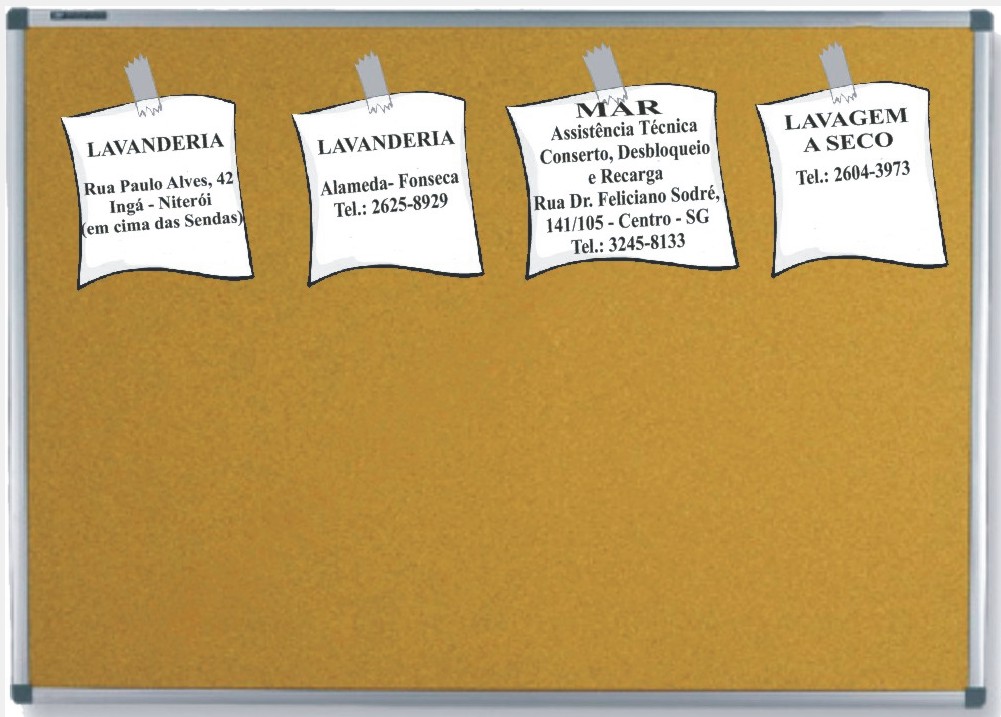 LAVANDERIA
Rua Paulo Alves, 42
Ingá - Niterói
(em cima das Sendas)
LAVANDERIA
Alameda- Fonseca
Tel.: 2625-8929
MAR
Assistência Técnica
Conserto, Desbloqueio
e Recarga
Rua Dr. Feliciano Sodré,
141/105 - Centro - SG
Tel.: 3245-8133
LAVAGEM
A SECO
Tel.: 2604-3973